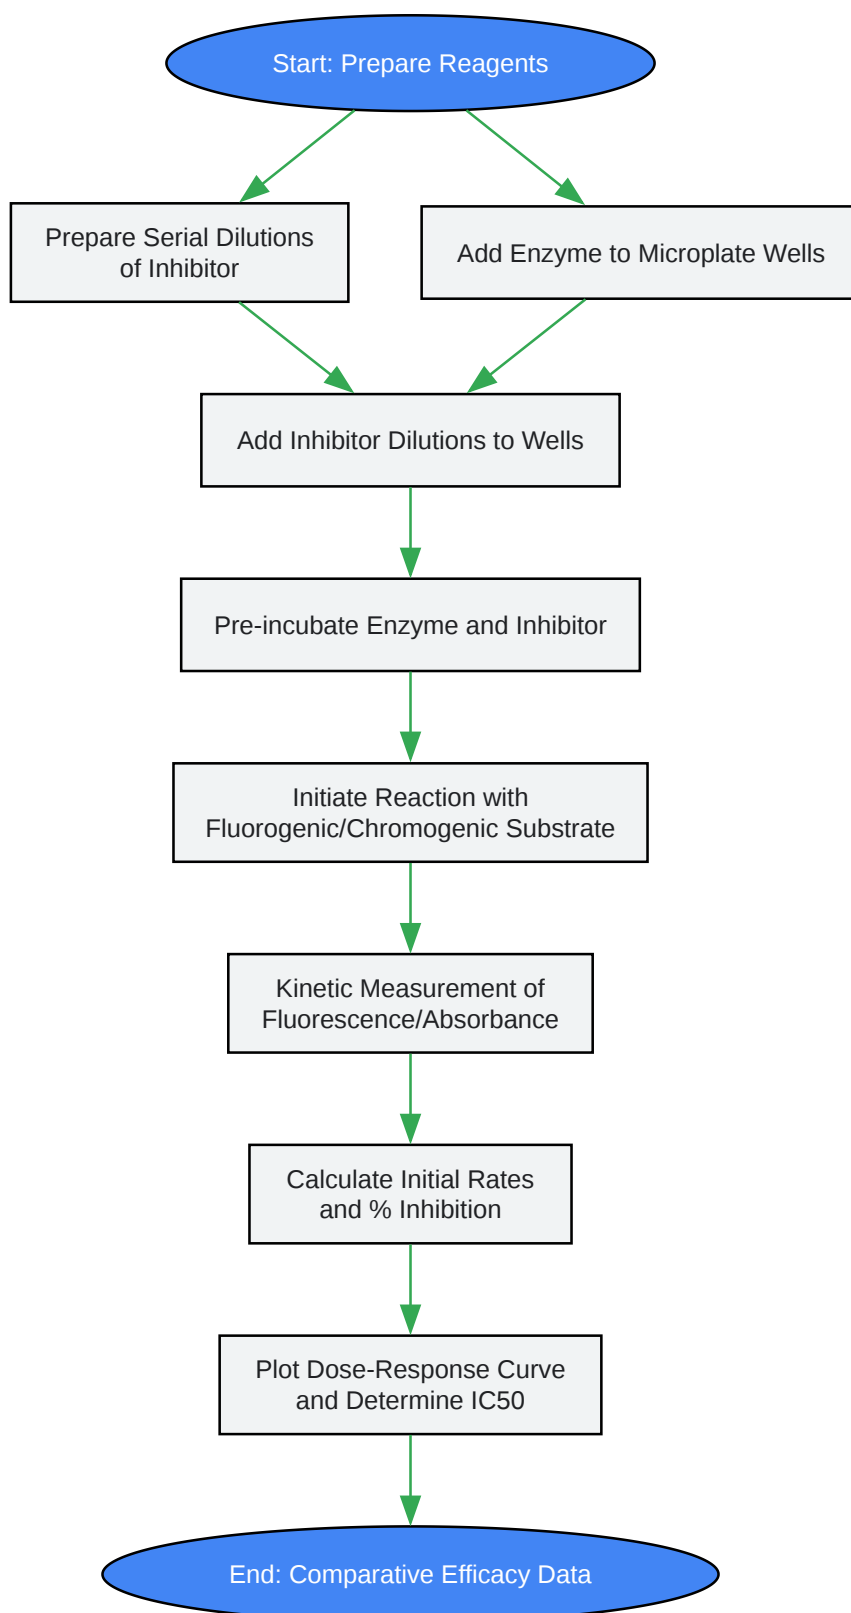 Start: Prepare Reagents
Prepare Serial Dilutions
of Inhibitor
Add Enzyme to Microplate Wells
Add Inhibitor Dilutions to Wells
Pre-incubate Enzyme and Inhibitor
Initiate Reaction with
Fluorogenic/Chromogenic Substrate
Kinetic Measurement of
Fluorescence/Absorbance
Calculate Initial Rates
and % Inhibition
Plot Dose-Response Curve
and Determine IC50
End: Comparative Efficacy Data